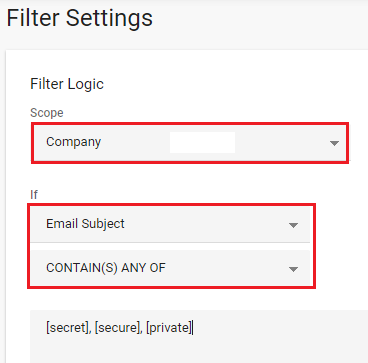 Filter Settings
Filter Logic
Scope
Company
If
Email Subject
CONTAIN(S) ANY OF
[secret], [secure], [private]